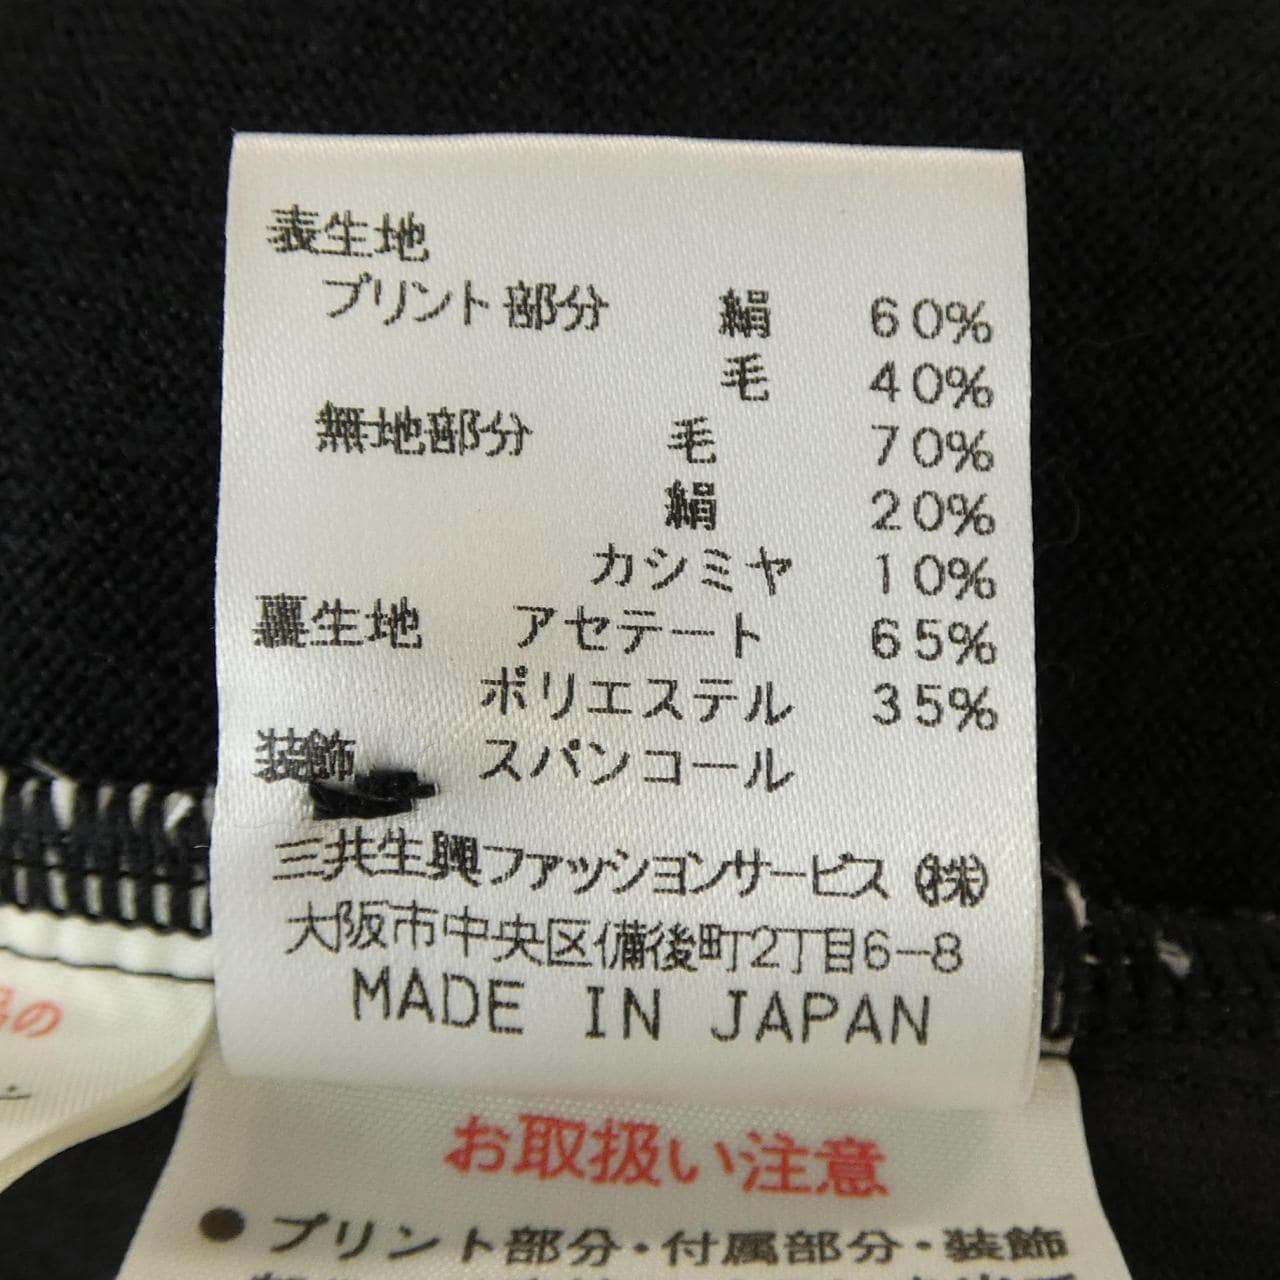 表生地
プリント部分 絹 60%
毛 40%
無地部分 毛 70%
絹 20%
カシミヤ 10%
裏生地 アセテート 65%
ポリエステル 35%
装飾 スパンコール
三共生興ファッションサービス(株)
大阪市中央区備後町2丁目6-8
MADE IN JAPAN
の
お取扱い注意
●プリント部分・付属部分・装飾